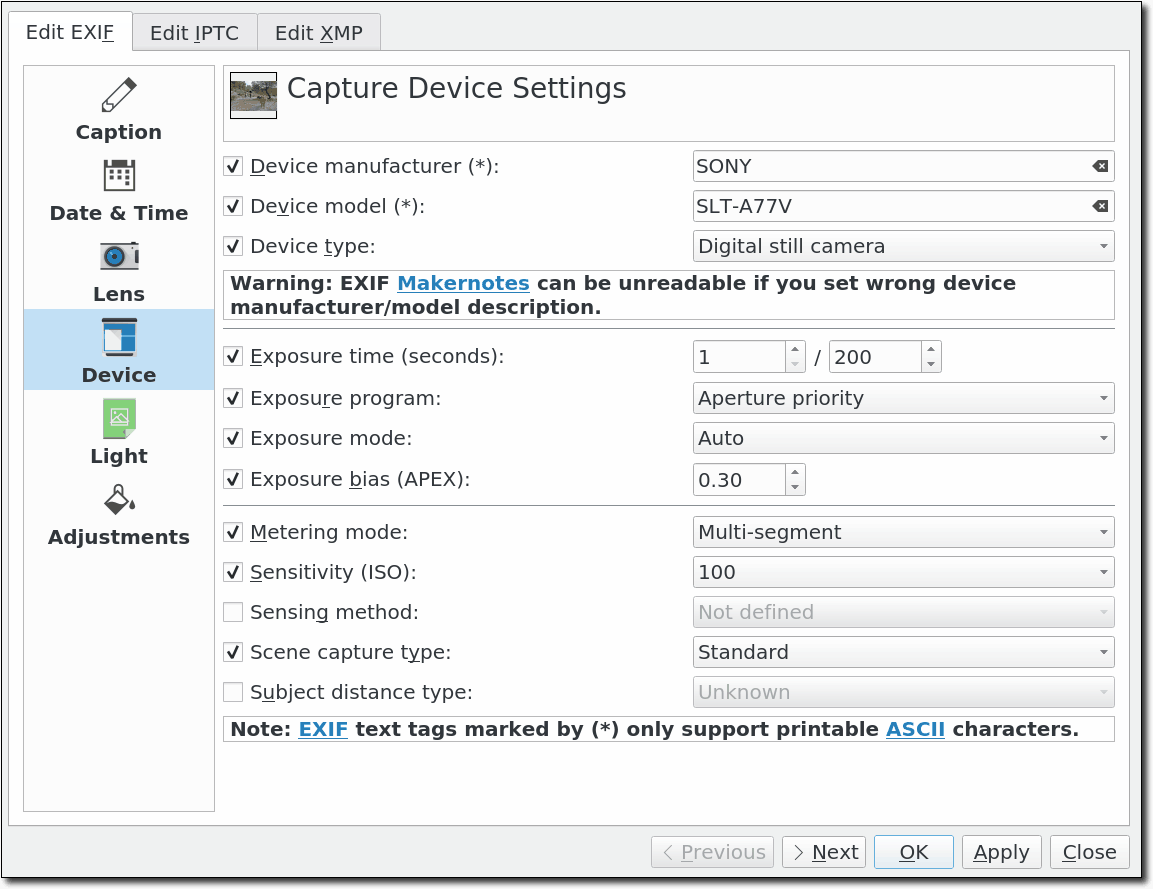 Edit EXIF Edit IPTC Edit XMP
Caption
Date & Time
Lens
Device
Light
Adjustments
Capture Device Settings
Device manufacturer (*): SONY
Device model (*): SLT-A77V
Device type: Digital still camera
Warning: EXIF Makernotes can be unreadable if you set wrong device
manufacturer/model description.
Exposure time (seconds): 1 / 200
Exposure program: Aperture priority
Exposure mode: Auto
Exposure bias (APEX): 0.30
Metering mode: Multi-segment
Sensitivity (ISO): 100
Sensing method: Not defined
Scene capture type: Standard
Subject distance type: Unknown
Note: EXIF text tags marked by (*) only support printable ASCII characters.
Previous Next OK Apply Close